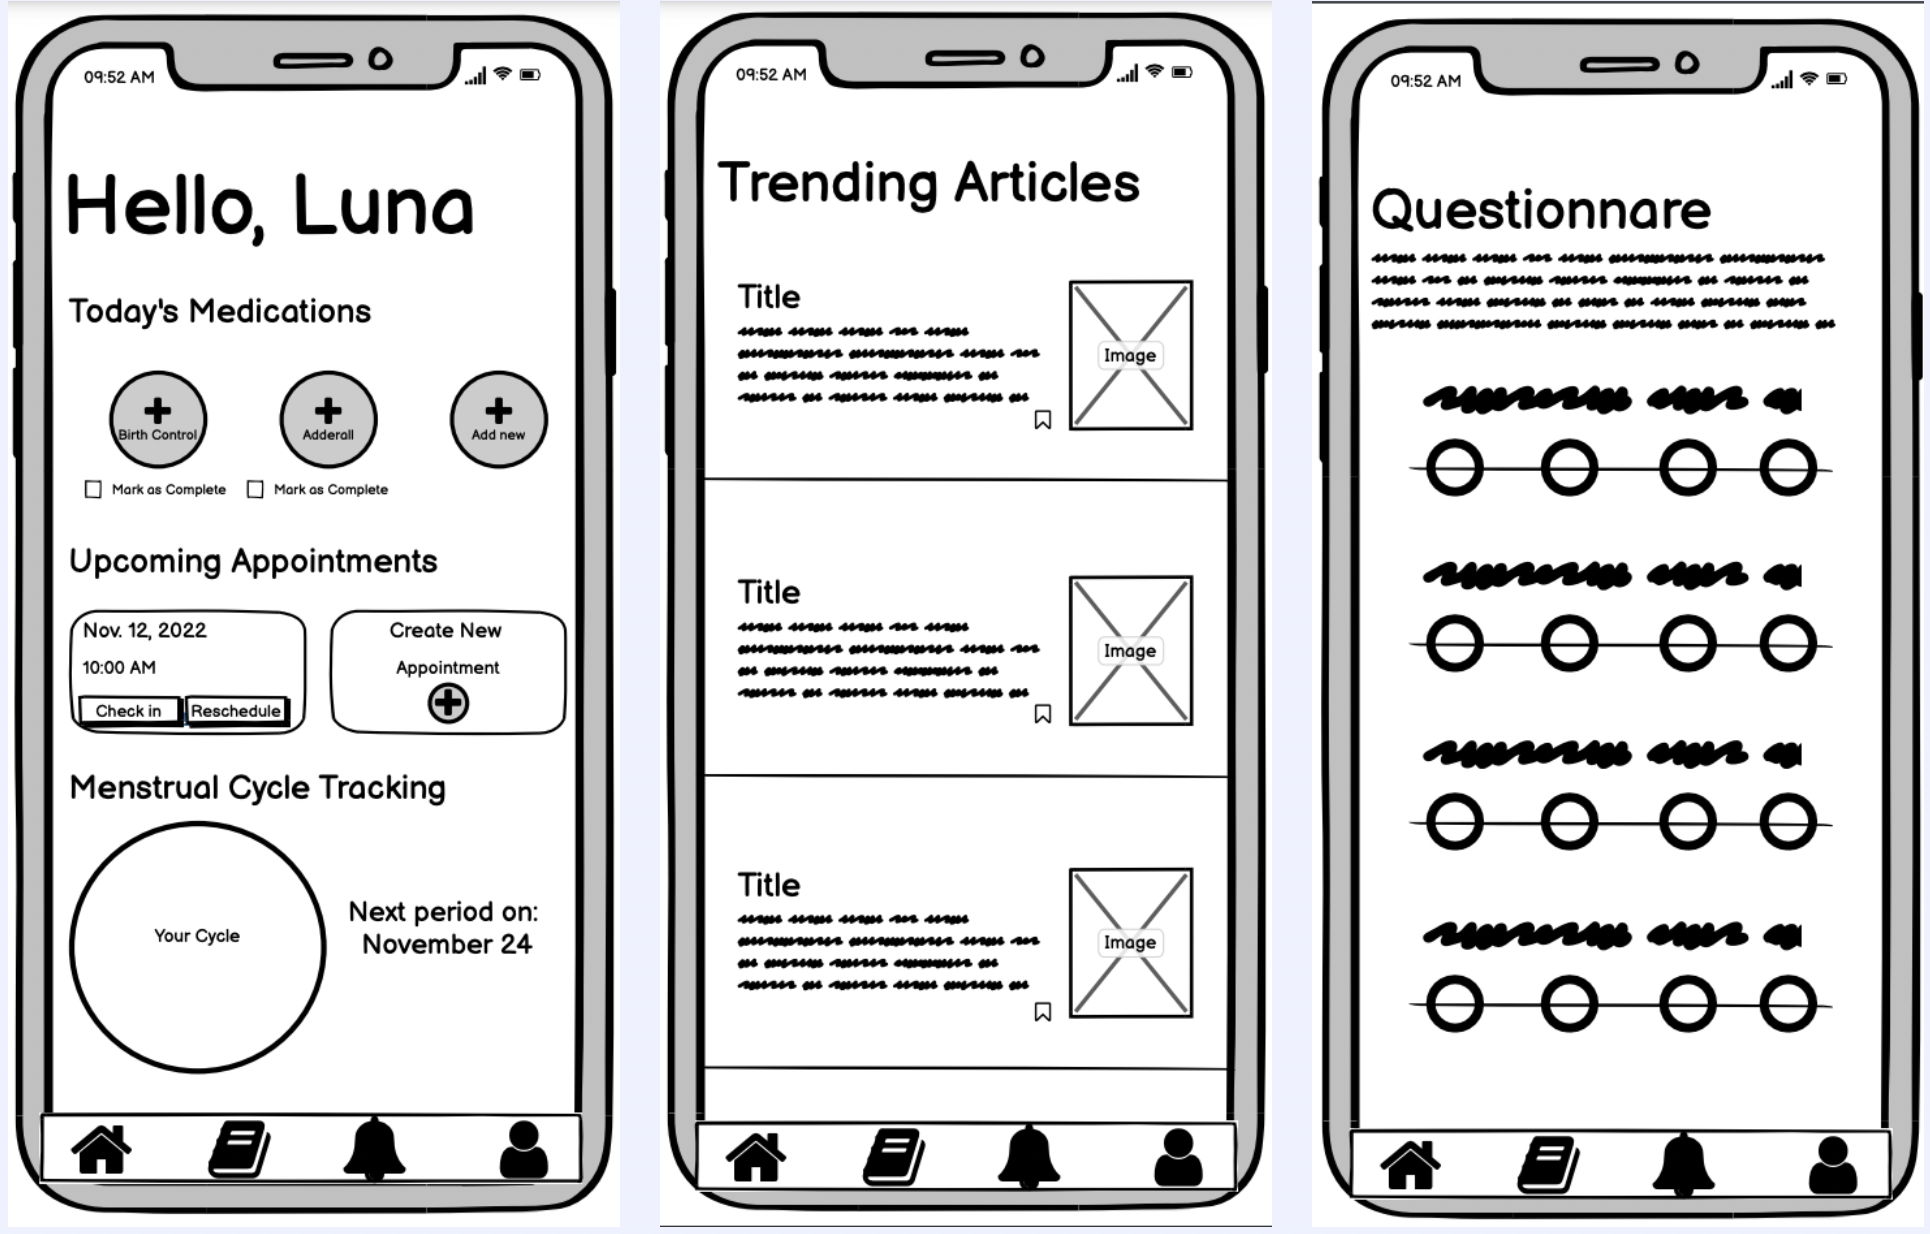 09:52 AM
Hello, Luna
Today's Medications
Birth Control
Adderall
Add new
Mark as Complete
Mark as Complete
Upcoming Appointments
Nov. 12, 2022
10:00 AM
Check in
Reschedule
Create New
Appointment
Menstrual Cycle Tracking
Your Cycle
Next period on:
November 24
09:52 AM
Trending Articles
Title
Image
Title
Image
Title
Image
09:52 AM
Questionnare